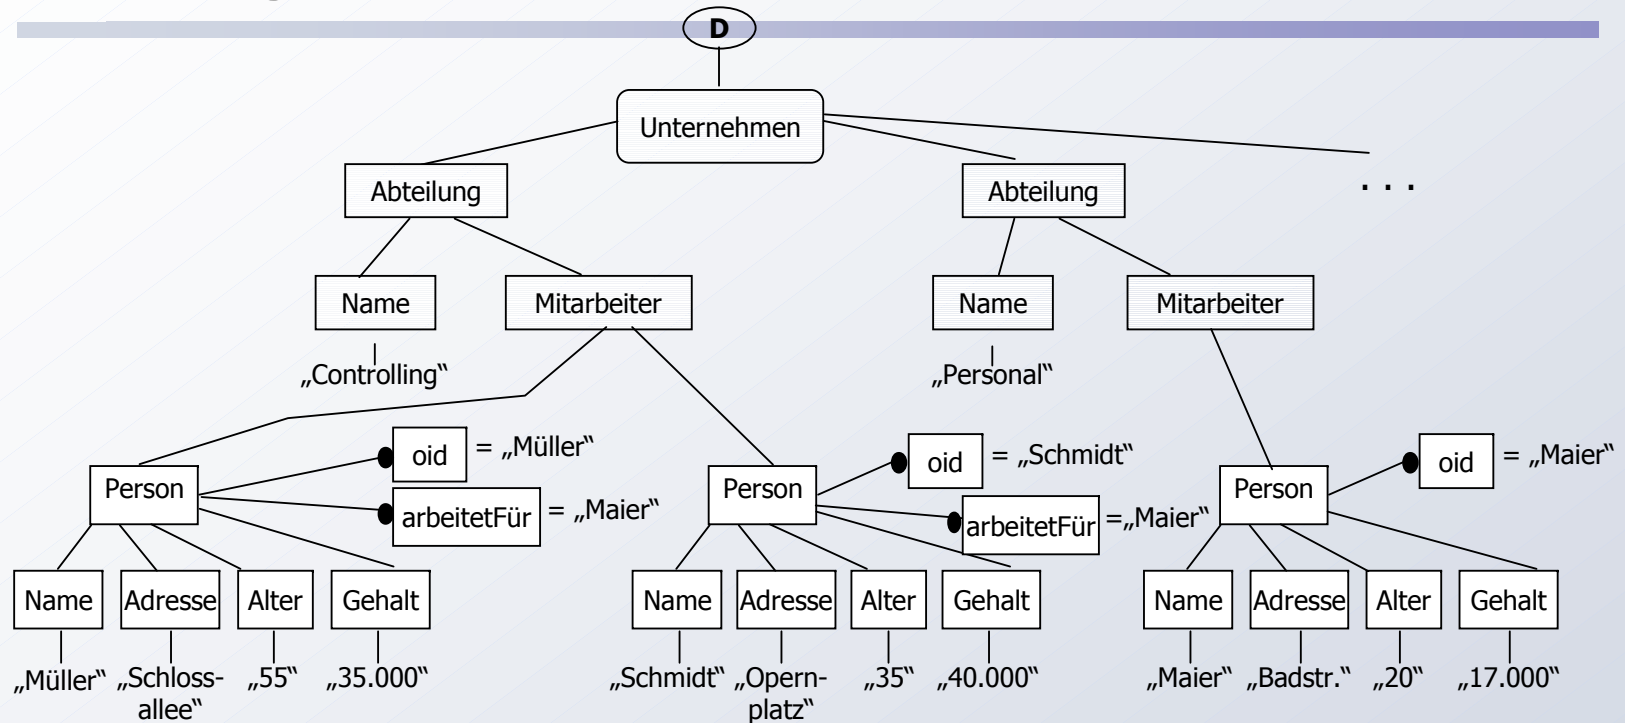 D
Unternehmen
Abteilung
Abteilung
. . .
Name
Mitarbeiter
Name
Mitarbeiter
„Controlling“
„Personal“
oid = „Müller“
oid = „Schmidt“
oid = „Maier“
Person
Person
Person
arbeitetFür = „Maier“
arbeitetFür =„Maier“
Name Adresse Alter Gehalt
Name Adresse Alter Gehalt
Name Adresse Alter Gehalt
„Müller“ „Schloss- „55“ „35.000“
allee“
„Schmidt“ „Opern- „35“ „40.000“
platz“
„Maier“ „Badstr.“ „20“ „17.000“